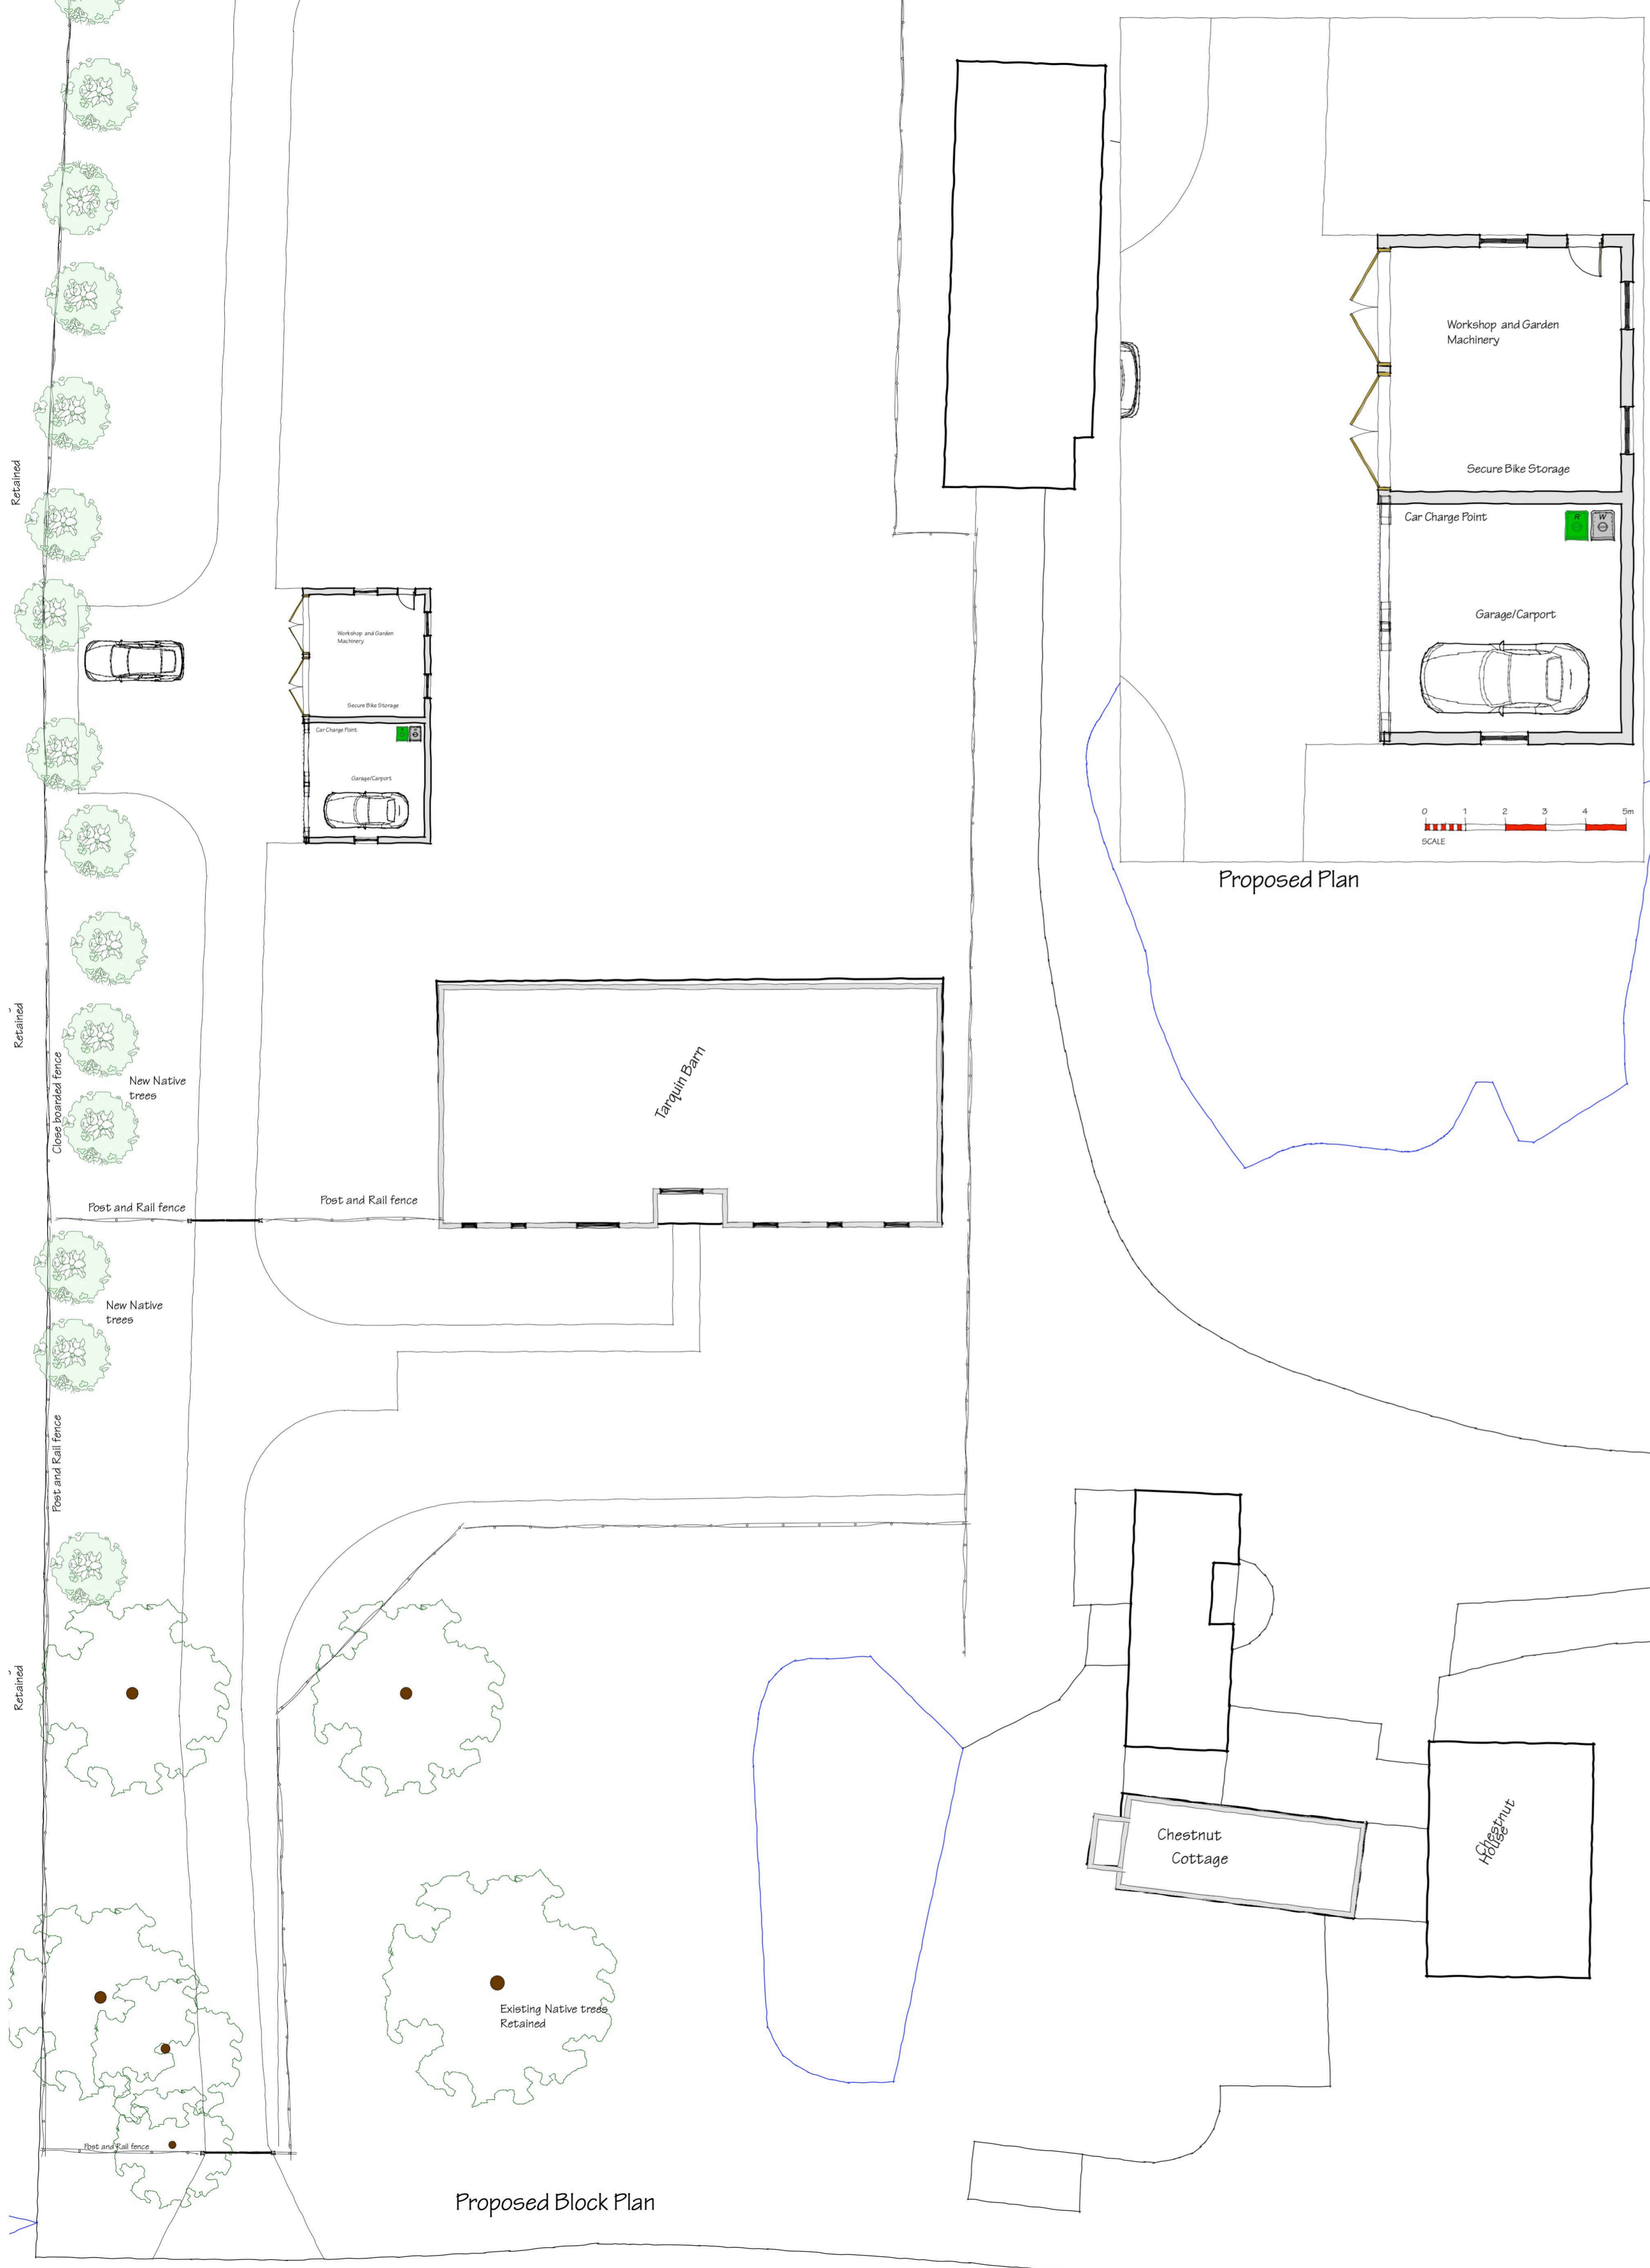 Retained
Workshop and Garden
Machinery
Secure Bike Storage
Car Charge Point
R
W
Garage/Carport
0 1 2 3 4 5m
SCALE
Proposed Plan
Workshop and Garden
Machinery
Secure Bike Storage
Car Charge Point
Garage/Carport
Retained
Close boarded fence
New Native
trees
Tarquin Barn
Post and Rail fence
Post and Rail fence
New Native
trees
Post and Rail fence
Retained
Chestnut
Cottage
Chestnut
House
Existing Native trees
Retained
Post and Rail fence
Proposed Block Plan